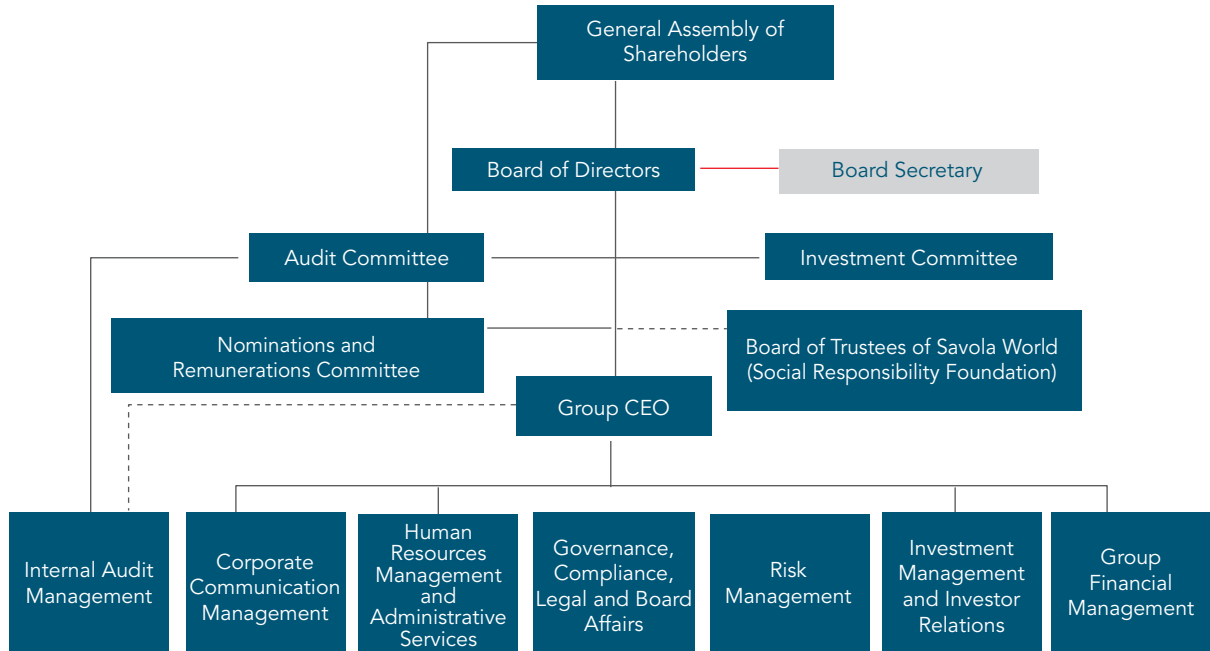 General Assembly of
Shareholders
Board of Directors
Board Secretary
Audit Committee
Investment Committee
Nominations and
Remunerations Committee
Board of Trustees of Savola World
(Social Responsibility Foundation)
Group CEO
Internal Audit
Management
Corporate
Communication
Management
Human
Resources
Management
and
Administrative
Services
Governance,
Compliance,
Legal and Board
Affairs
Risk
Management
Investment
Management
and Investor
Relations
Group
Financial
Management